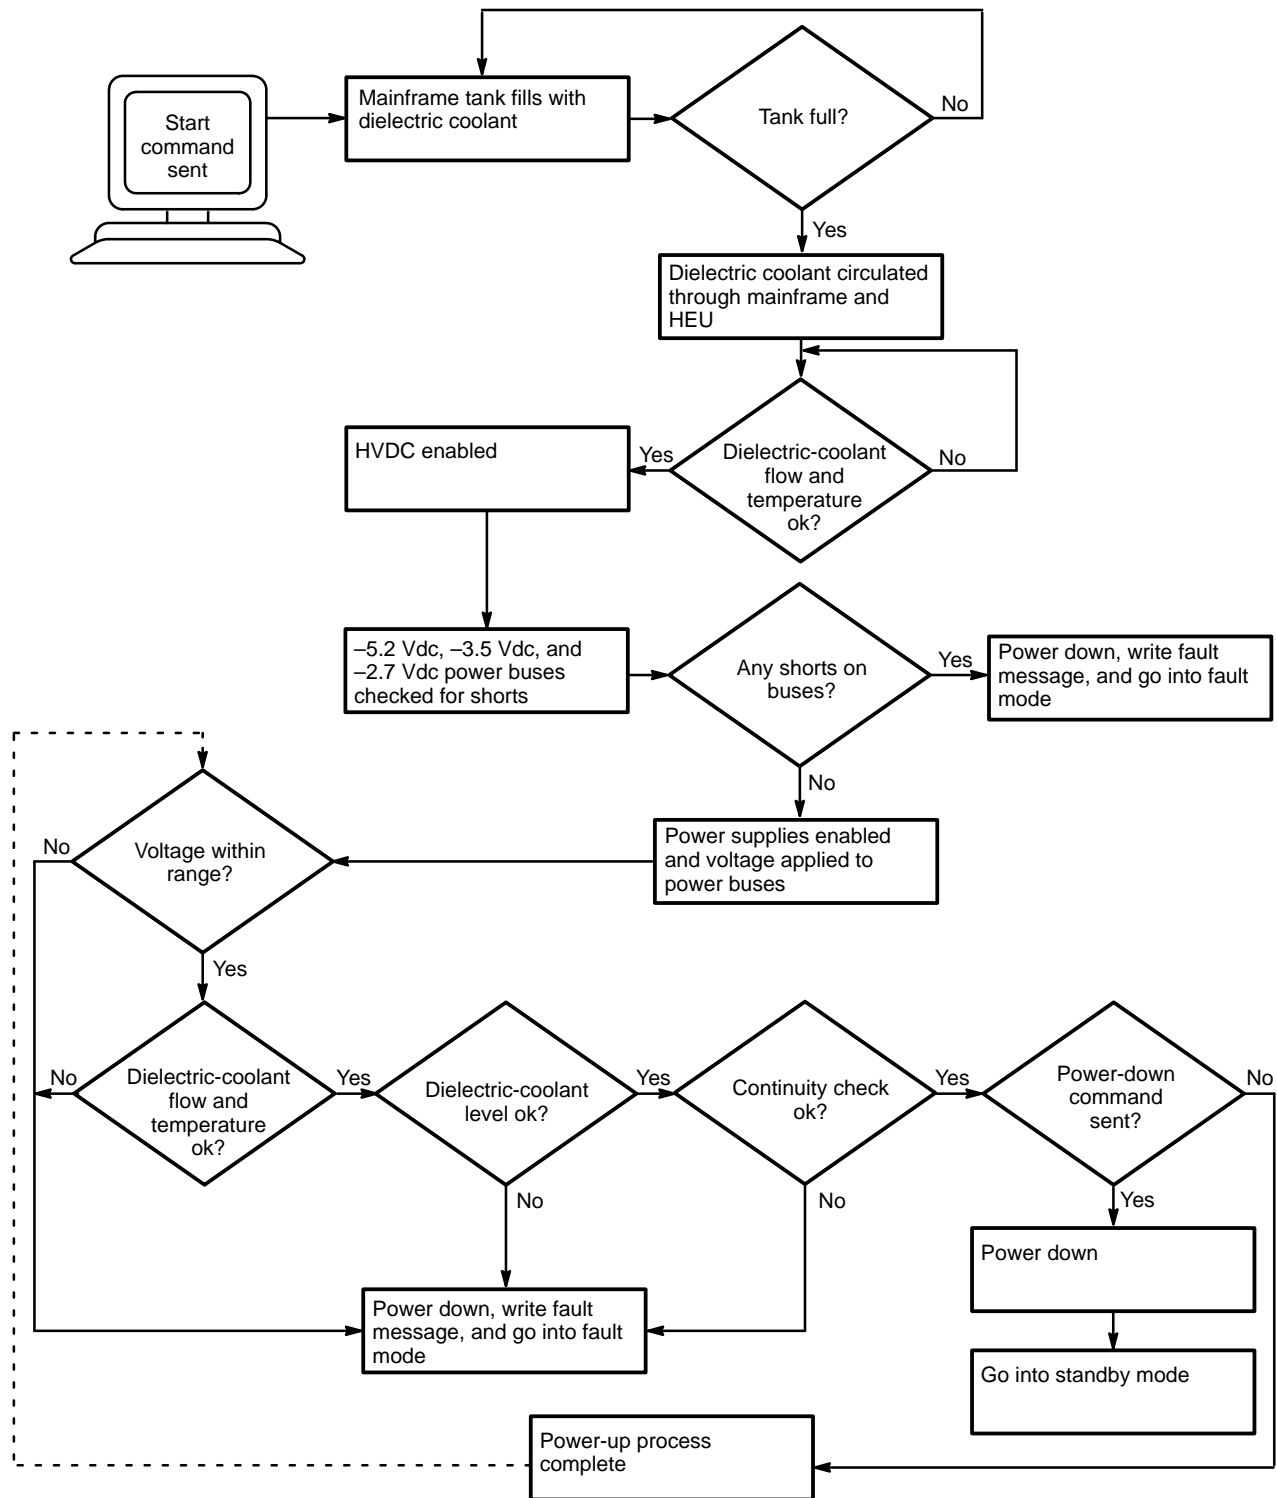 Start
command
sent
Mainframe tank fills with
dielectric coolant
Tank full?
No
Yes
Dielectric coolant circulated
through mainframe and
HEU
Dielectric-coolant
flow and
temperature
ok?
No
Yes
HVDC enabled
–5.2 Vdc, –3.5 Vdc, and
–2.7 Vdc power buses
checked for shorts
Any shorts on
buses?
Yes
Power down, write fault
message, and go into fault
mode
No
Power supplies enabled
and voltage applied to
power buses
Voltage within
range?
No
Yes
Dielectric-coolant
flow and
temperature
ok?
No
Yes
Dielectric-coolant
level ok?
Yes
No
Continuity check
ok?
Yes
No
Power-down
command
sent?
No
Yes
Power down
Go into standby mode
Power down, write fault
message, and go into fault
mode
Power-up process
complete